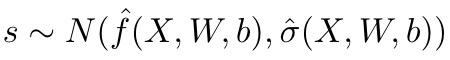 s ∼ N(f̂(X, W, b), σ̂(X, W, b))